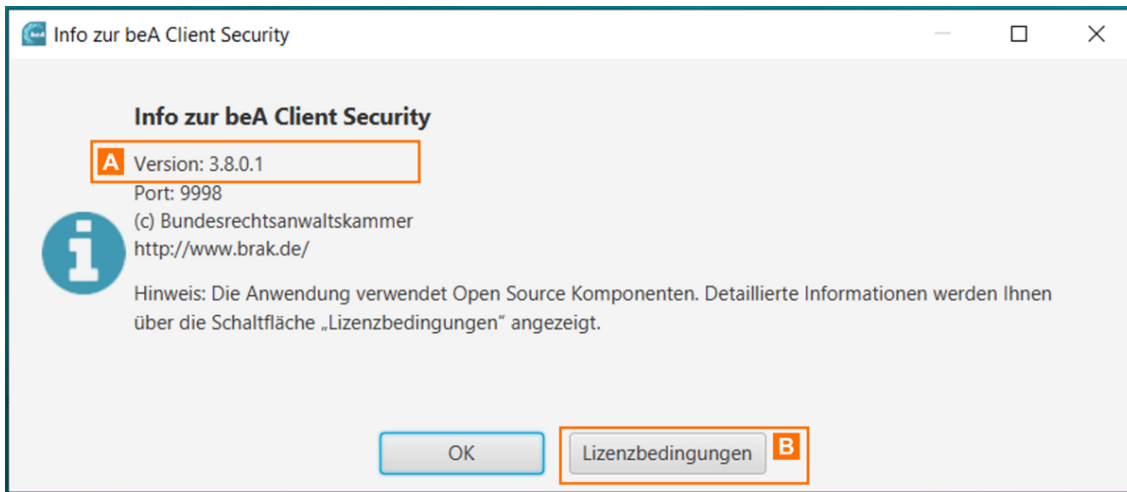 Info zur beA Client Security
Info zur beA Client Security
A Version: 3.8.0.1
Port: 9998
(c) Bundesrechtsanwaltskammer
http://www.brak.de/
Hinweis: Die Anwendung verwendet Open Source Komponenten. Detaillierte Informationen werden Ihnen
über die Schaltfläche „Lizenzbedingungen“ angezeigt.
OK Lizenzbedingungen B